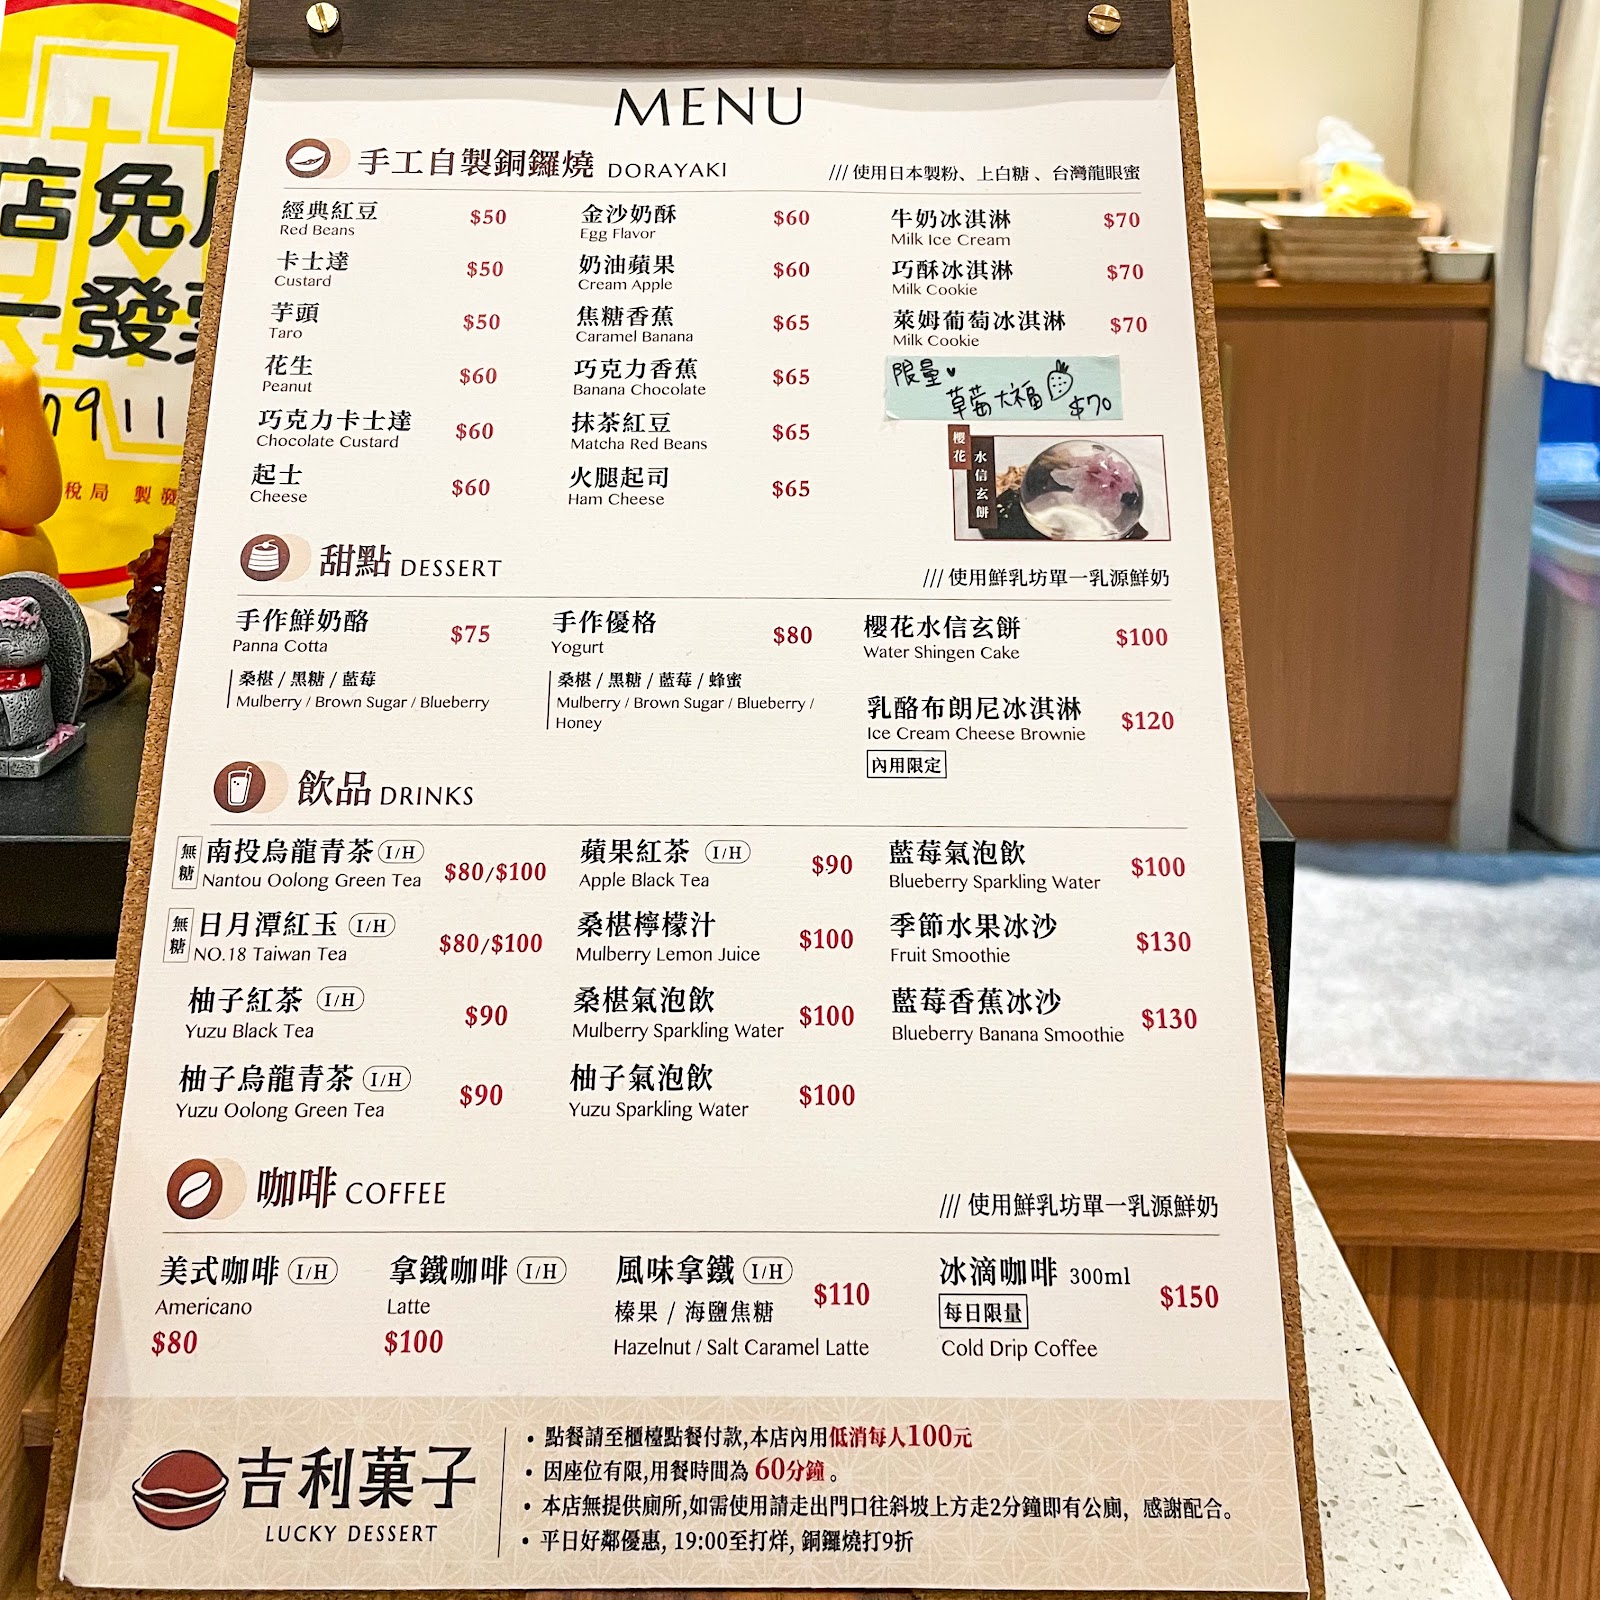 MENU
手工自製銅鑼燒 DORAYAKI /// 使用日本製粉、上白糖、台灣龍眼蜜
經典紅豆 $50
Red Beans
卡士達 $50
Custard
芋頭 $50
Taro
花生 $60
Peanut
巧克力卡士達 $60
Chocolate Custard
起士 $60
Cheese
金沙奶酥 $60
Egg Flavor
奶油蘋果 $60
Cream Apple
焦糖香蕉 $65
Caramel Banana
巧克力香蕉 $65
Banana Chocolate
抹茶紅豆 $65
Matcha Red Beans
火腿起司 $65
Ham Cheese
牛奶冰淇淋 $70
Milk Ice Cream
巧酥冰淇淋 $70
Milk Cookie
萊姆葡萄冰淇淋 $70
Milk Cookie
限量
草莓大福 $70
櫻花
水信玄餅
甜點 DESSERT /// 使用鮮乳坊單一乳源鮮奶
手作鮮奶酪 $75
Panna Cotta
桑椹 / 黑糖 / 藍莓
Mulberry / Brown Sugar / Blueberry
手作優格 $80
Yogurt
桑椹 / 黑糖 / 藍莓 / 蜂蜜
Mulberry / Brown Sugar / Blueberry /
Honey
櫻花水信玄餅 $100
Water Shingen Cake
乳酪布朗尼冰淇淋 $120
Ice Cream Cheese Brownie
內用限定
飲品 DRINKS
無糖 南投烏龍青茶 I/H $80/$100
Nantou Oolong Green Tea
無糖 日月潭紅玉 I/H $80/$100
NO.18 Taiwan Tea
柚子紅茶 I/H $90
Yuzu Black Tea
柚子烏龍青茶 I/H $90
Yuzu Oolong Green Tea
蘋果紅茶 I/H $90
Apple Black Tea
桑椹檸檬汁 $100
Mulberry Lemon Juice
桑椹氣泡飲 $100
Mulberry Sparkling Water
柚子氣泡飲 $100
Yuzu Sparkling Water
藍莓氣泡飲 $100
Blueberry Sparkling Water
季節水果冰沙 $130
Fruit Smoothie
藍莓香蕉冰沙 $130
Blueberry Banana Smoothie
咖啡 COFFEE /// 使用鮮乳坊單一乳源鮮奶
美式咖啡 I/H
Americano
$80
拿鐵咖啡 I/H
Latte
$100
風味拿鐵 I/H $110
榛果 / 海鹽焦糖
Hazelnut / Salt Caramel Latte
冰滴咖啡 300ml $150
每日限量
Cold Drip Coffee
吉利菓子
LUCKY DESSERT
• 點餐請至櫃檯點餐付款,本店內用低消每人100元
• 因座位有限,用餐時間為 60分鐘。
• 本店無提供廁所,如需使用請走出門口往斜坡上方走2分鐘即有公廁，感謝配合。
• 平日好鄰優惠, 19:00至打烊, 銅鑼燒打9折
店免
一發
7911
稅局 製發